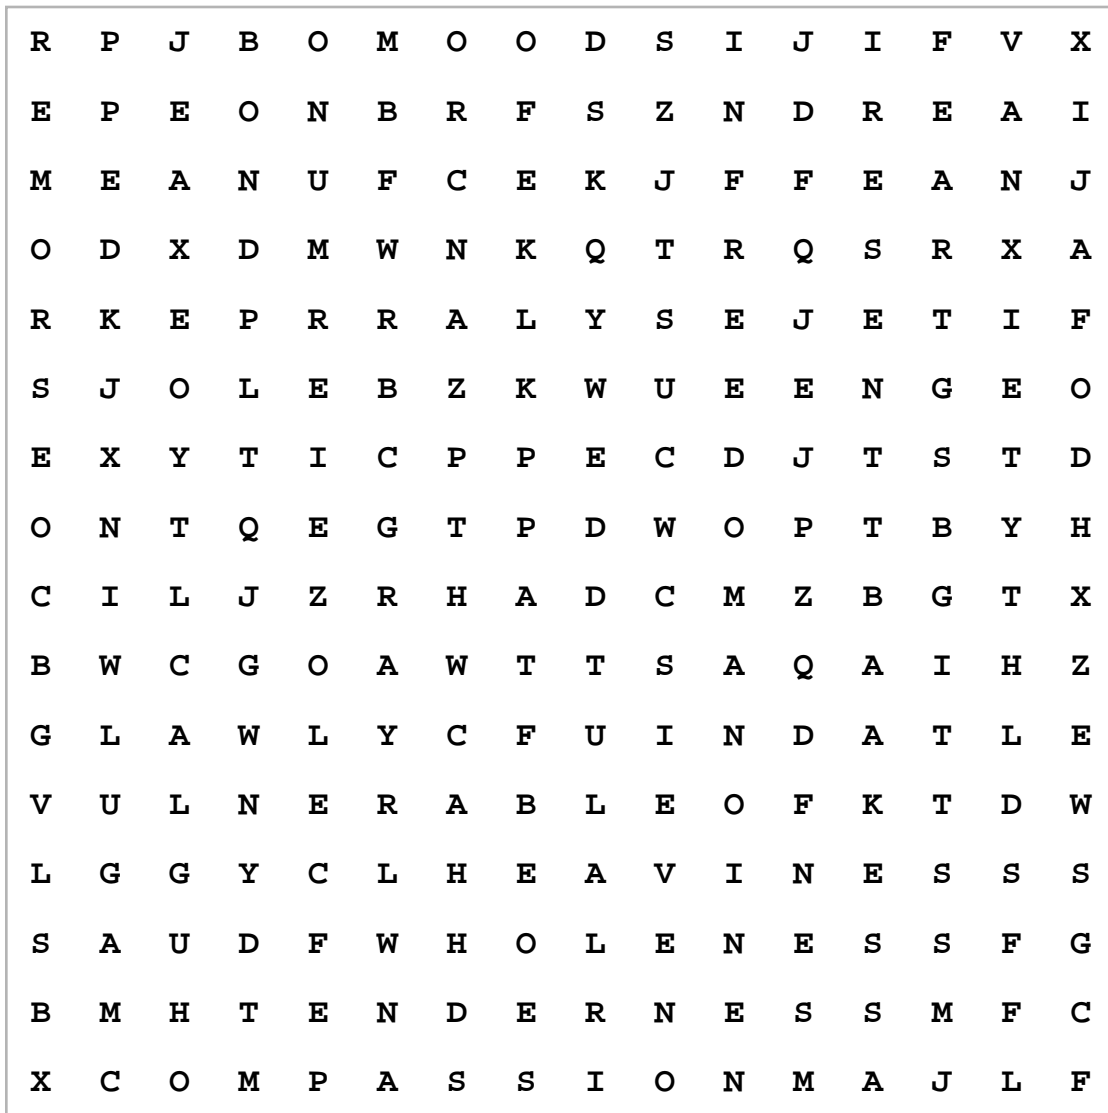 R P J B O M O O D S I J I F V X
E P E O N B R F S Z N D R E A I
M E A N U F C E K J F F E A N J
O D X D M W N K Q T R Q S R X A
R K E P R R A L Y S E J E T I F
S J O L E B Z K W U E E N G E O
E X Y T I C P P E C D J T S T D
O N T Q E G T P D W O P T B Y H
C I L J Z R H A D C M Z B G T X
B W C G O A W T T S A Q A I H Z
G L A W L Y C F U I N D A T L E
V U L N E R A B L E O F K T D W
L G G Y C L H E A V I N E S S S
S A U D F W H O L E N E S S F G
B M H T E N D E R N E S S M F C
X C O M P A S S I O N M A J L F